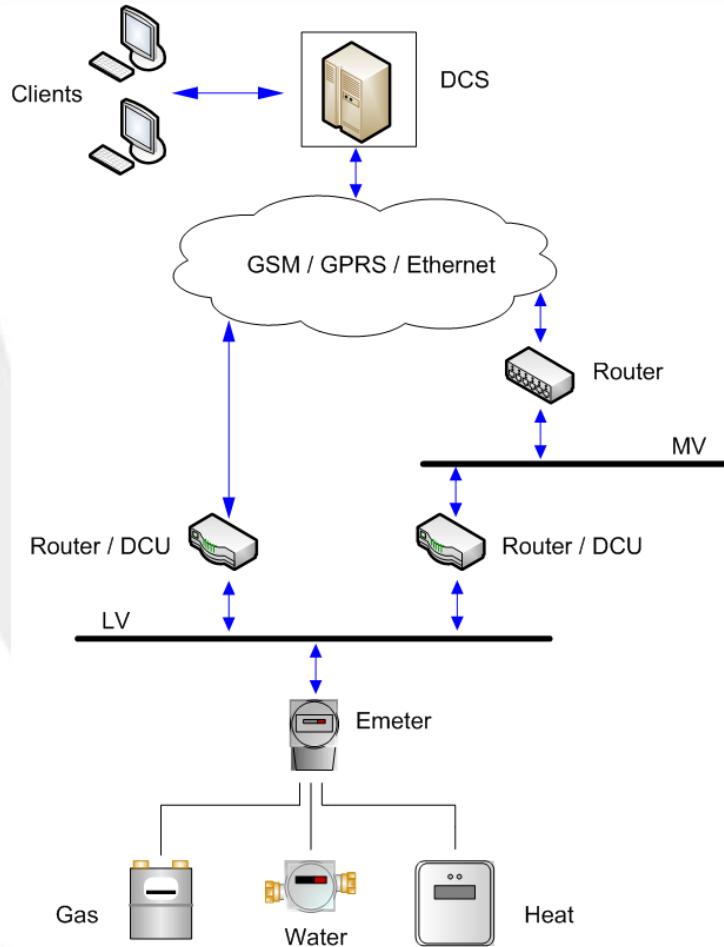 Clients
DCS
GSM / GPRS / Ethernet
Router
MV
Router / DCU
Router / DCU
LV
Emeter
Gas
Water
Heat